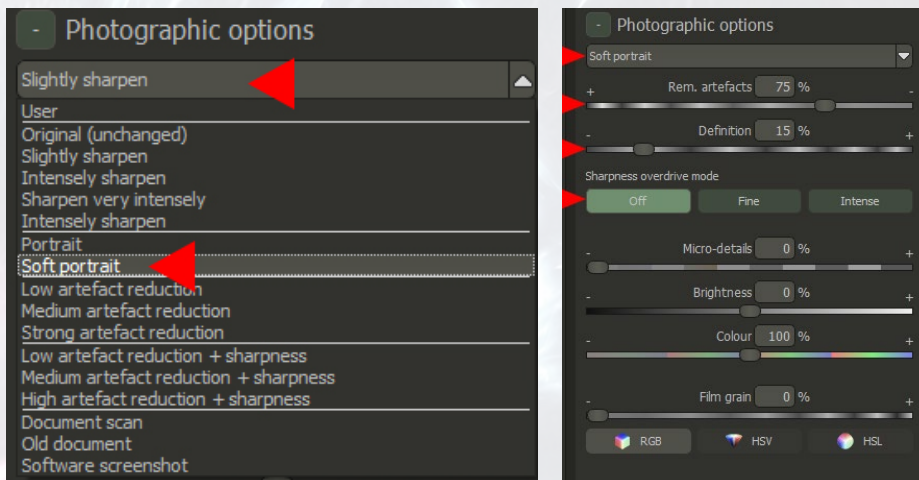 - Photographic options
Slightly sharpen
User
Original (unchanged)
Slightly sharpen
Intensely sharpen
Sharpen very intensely
Intensely sharpen
Portrait
Soft portrait
Low artefact reduction
Medium artefact reduction
Strong artefact reduction
Low artefact reduction + sharpness
Medium artefact reduction + sharpness
High artefact reduction + sharpness
Document scan
Old document
Software screenshot
- Photographic options
Soft portrait
+ Rem. artefacts 75 % -
- Definition 15 % +
Sharpness overdrive mode
Off Fine Intense
- Micro-details 0 % +
- Brightness 0 % +
- Colour 100 % +
- Film grain 0 % +
RGB HSV HSL